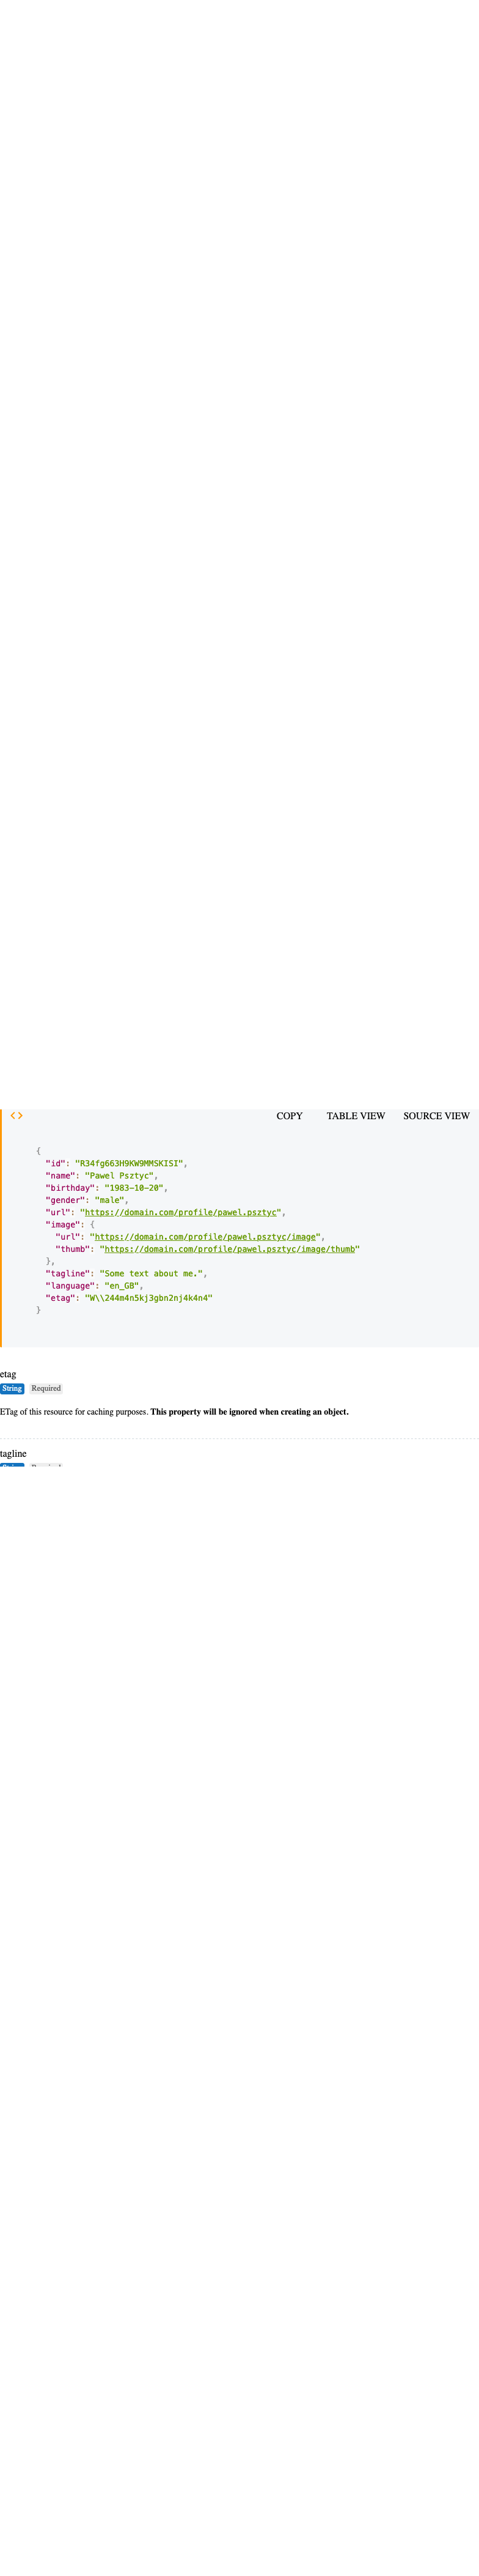 COPY TABLE VIEW SOURCE VIEW
{
"id": "R34fg663H9KW9MMSKISI",
"name": "Pawel Psztyc",
"birthday": "1983-10-20",
"gender": "male",
"url": "https://domain.com/profile/pawel.psztyc",
"image": {
"url": "https://domain.com/profile/pawel.psztyc/image",
"thumb": "https://domain.com/profile/pawel.psztyc/image/thumb"
},
"tagline": "Some text about me.",
"language": "en_GB",
"etag": "W\\244m4n5kj3gbn2nj4k4n4"
}
etag
String Required
ETag of this resource for caching purposes. This property will be ignored when creating an object.
tagline